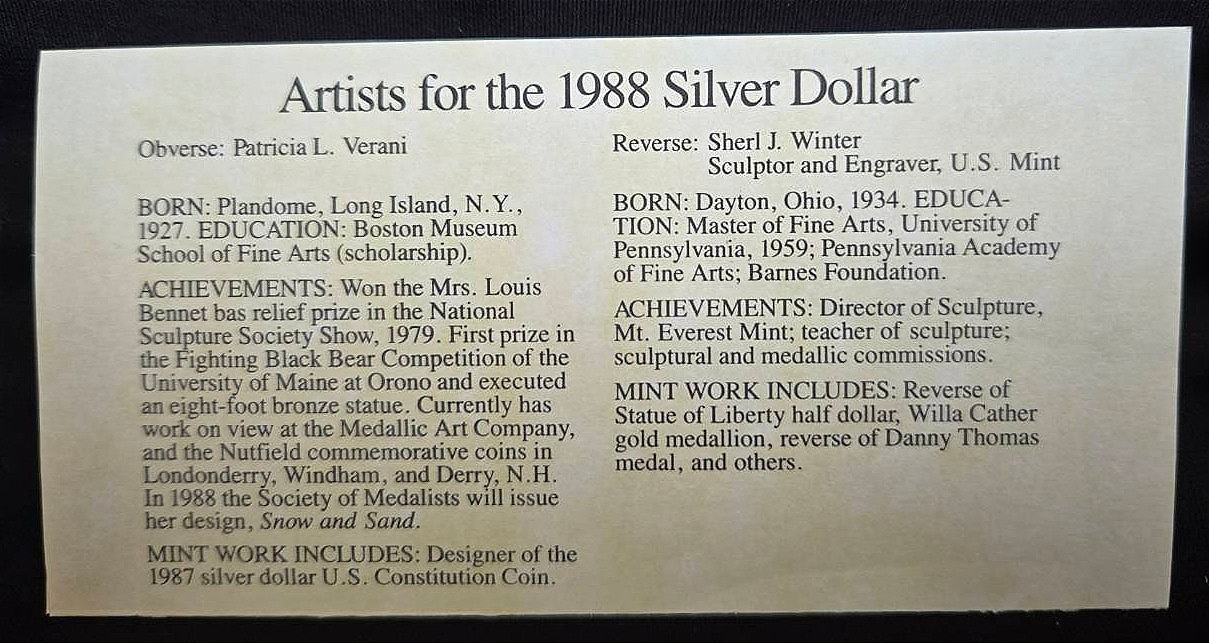 Artists for the 1988 Silver Dollar
Obverse: Patricia L. Verani
BORN: Plandome, Long Island, N.Y.,
1927. EDUCATION: Boston Museum
School of Fine Arts (scholarship).
ACHIEVEMENTS: Won the Mrs. Louis
Bennet bas relief prize in the National
Sculpture Society Show, 1979. First prize in
the Fighting Black Bear Competition of the
University of Maine at Orono and executed
an eight-foot bronze statue. Currently has
work on view at the Medallic Art Company,
and the Nutfield commemorative coins in
Londonderry, Windham, and Derry, N.H.
In 1988 the Society of Medalists will issue
her design, Snow and Sand.
MINT WORK INCLUDES: Designer of the
1987 silver dollar U.S. Constitution Coin.
Reverse: Sherl J. Winter
Sculptor and Engraver, U.S. Mint
BORN: Dayton, Ohio, 1934. EDUCA-
TION: Master of Fine Arts, University of
Pennsylvania, 1959; Pennsylvania Academy
of Fine Arts; Barnes Foundation.
ACHIEVEMENTS: Director of Sculpture,
Mt. Everest Mint; teacher of sculpture;
sculptural and medallic commissions.
MINT WORK INCLUDES: Reverse of
Statue of Liberty half dollar, Willa Cather
gold medallion, reverse of Danny Thomas
medal, and others.